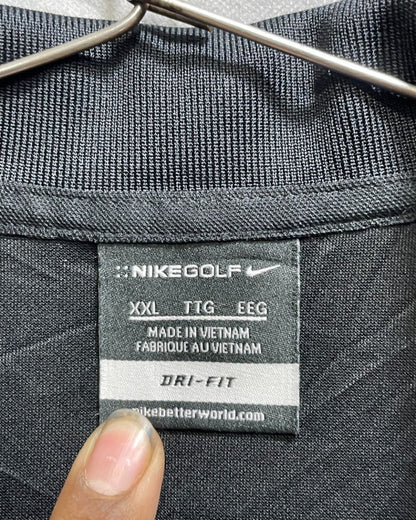 NIKEGOLF
XXL TTG EEG
MADE IN VIETNAM
FABRIQUE AU VIETNAM
DRI-FIT
nikebetterworld.com